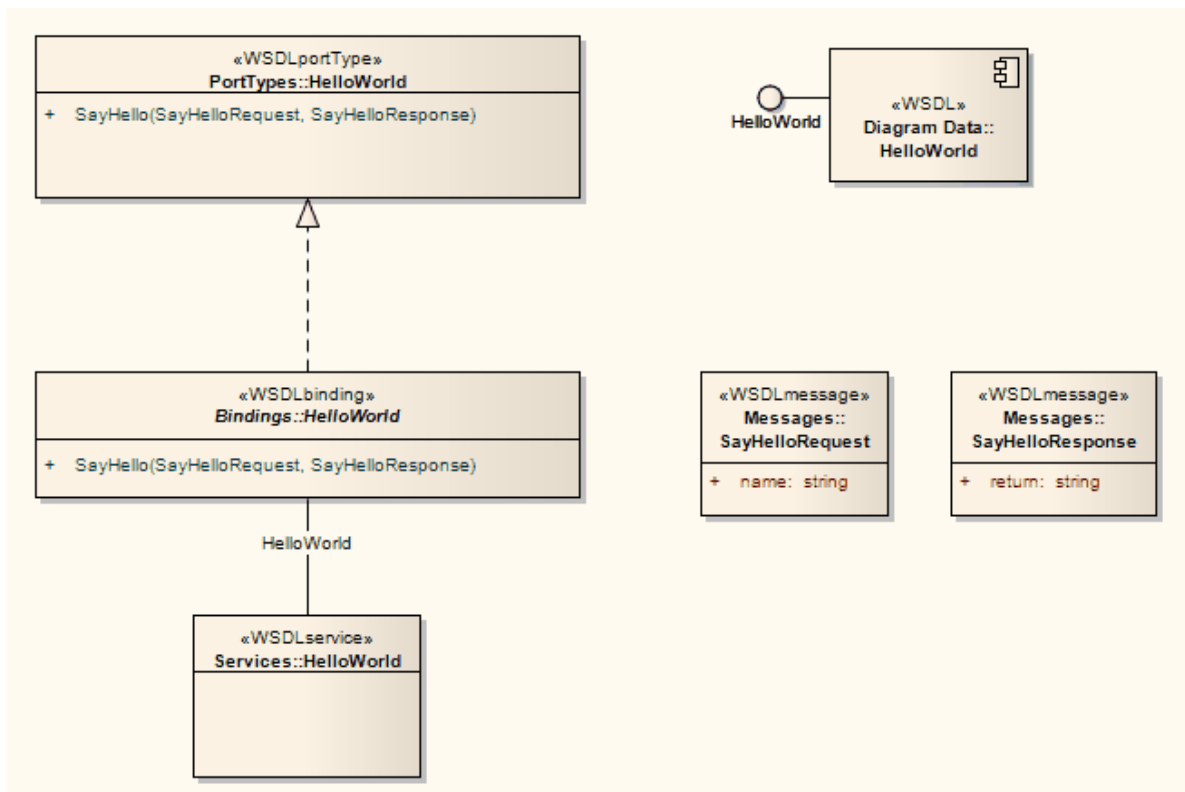 «WSDLportType»
PortTypes::HelloWorld
+ SayHello(SayHelloRequest, SayHelloResponse)
HelloWorld
«WSDL»
Diagram Data::
HelloWorld
«WSDLbinding»
Bindings::HelloWorld
+ SayHello(SayHelloRequest, SayHelloResponse)
«WSDLmessage»
Messages::
SayHelloRequest
+ name: string
«WSDLmessage»
Messages::
SayHelloResponse
+ return: string
HelloWorld
«WSDLservice»
Services::HelloWorld